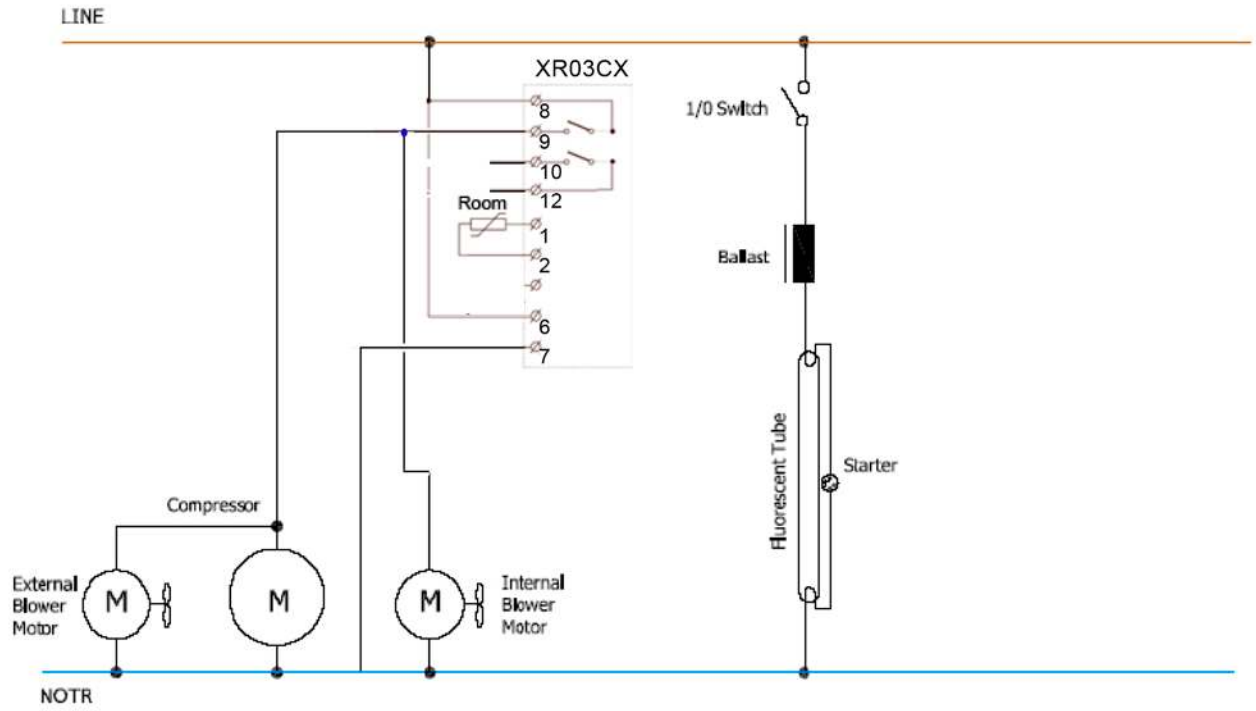 LINE
XR03CX
8
1/0 Switch
9
10
12
Room
1
2
Ballast
6
7
Fluorescent Tube
Starter
Compressor
External
Blower
Motor
M
M
M
Internal
Blower
Motor
NOTR